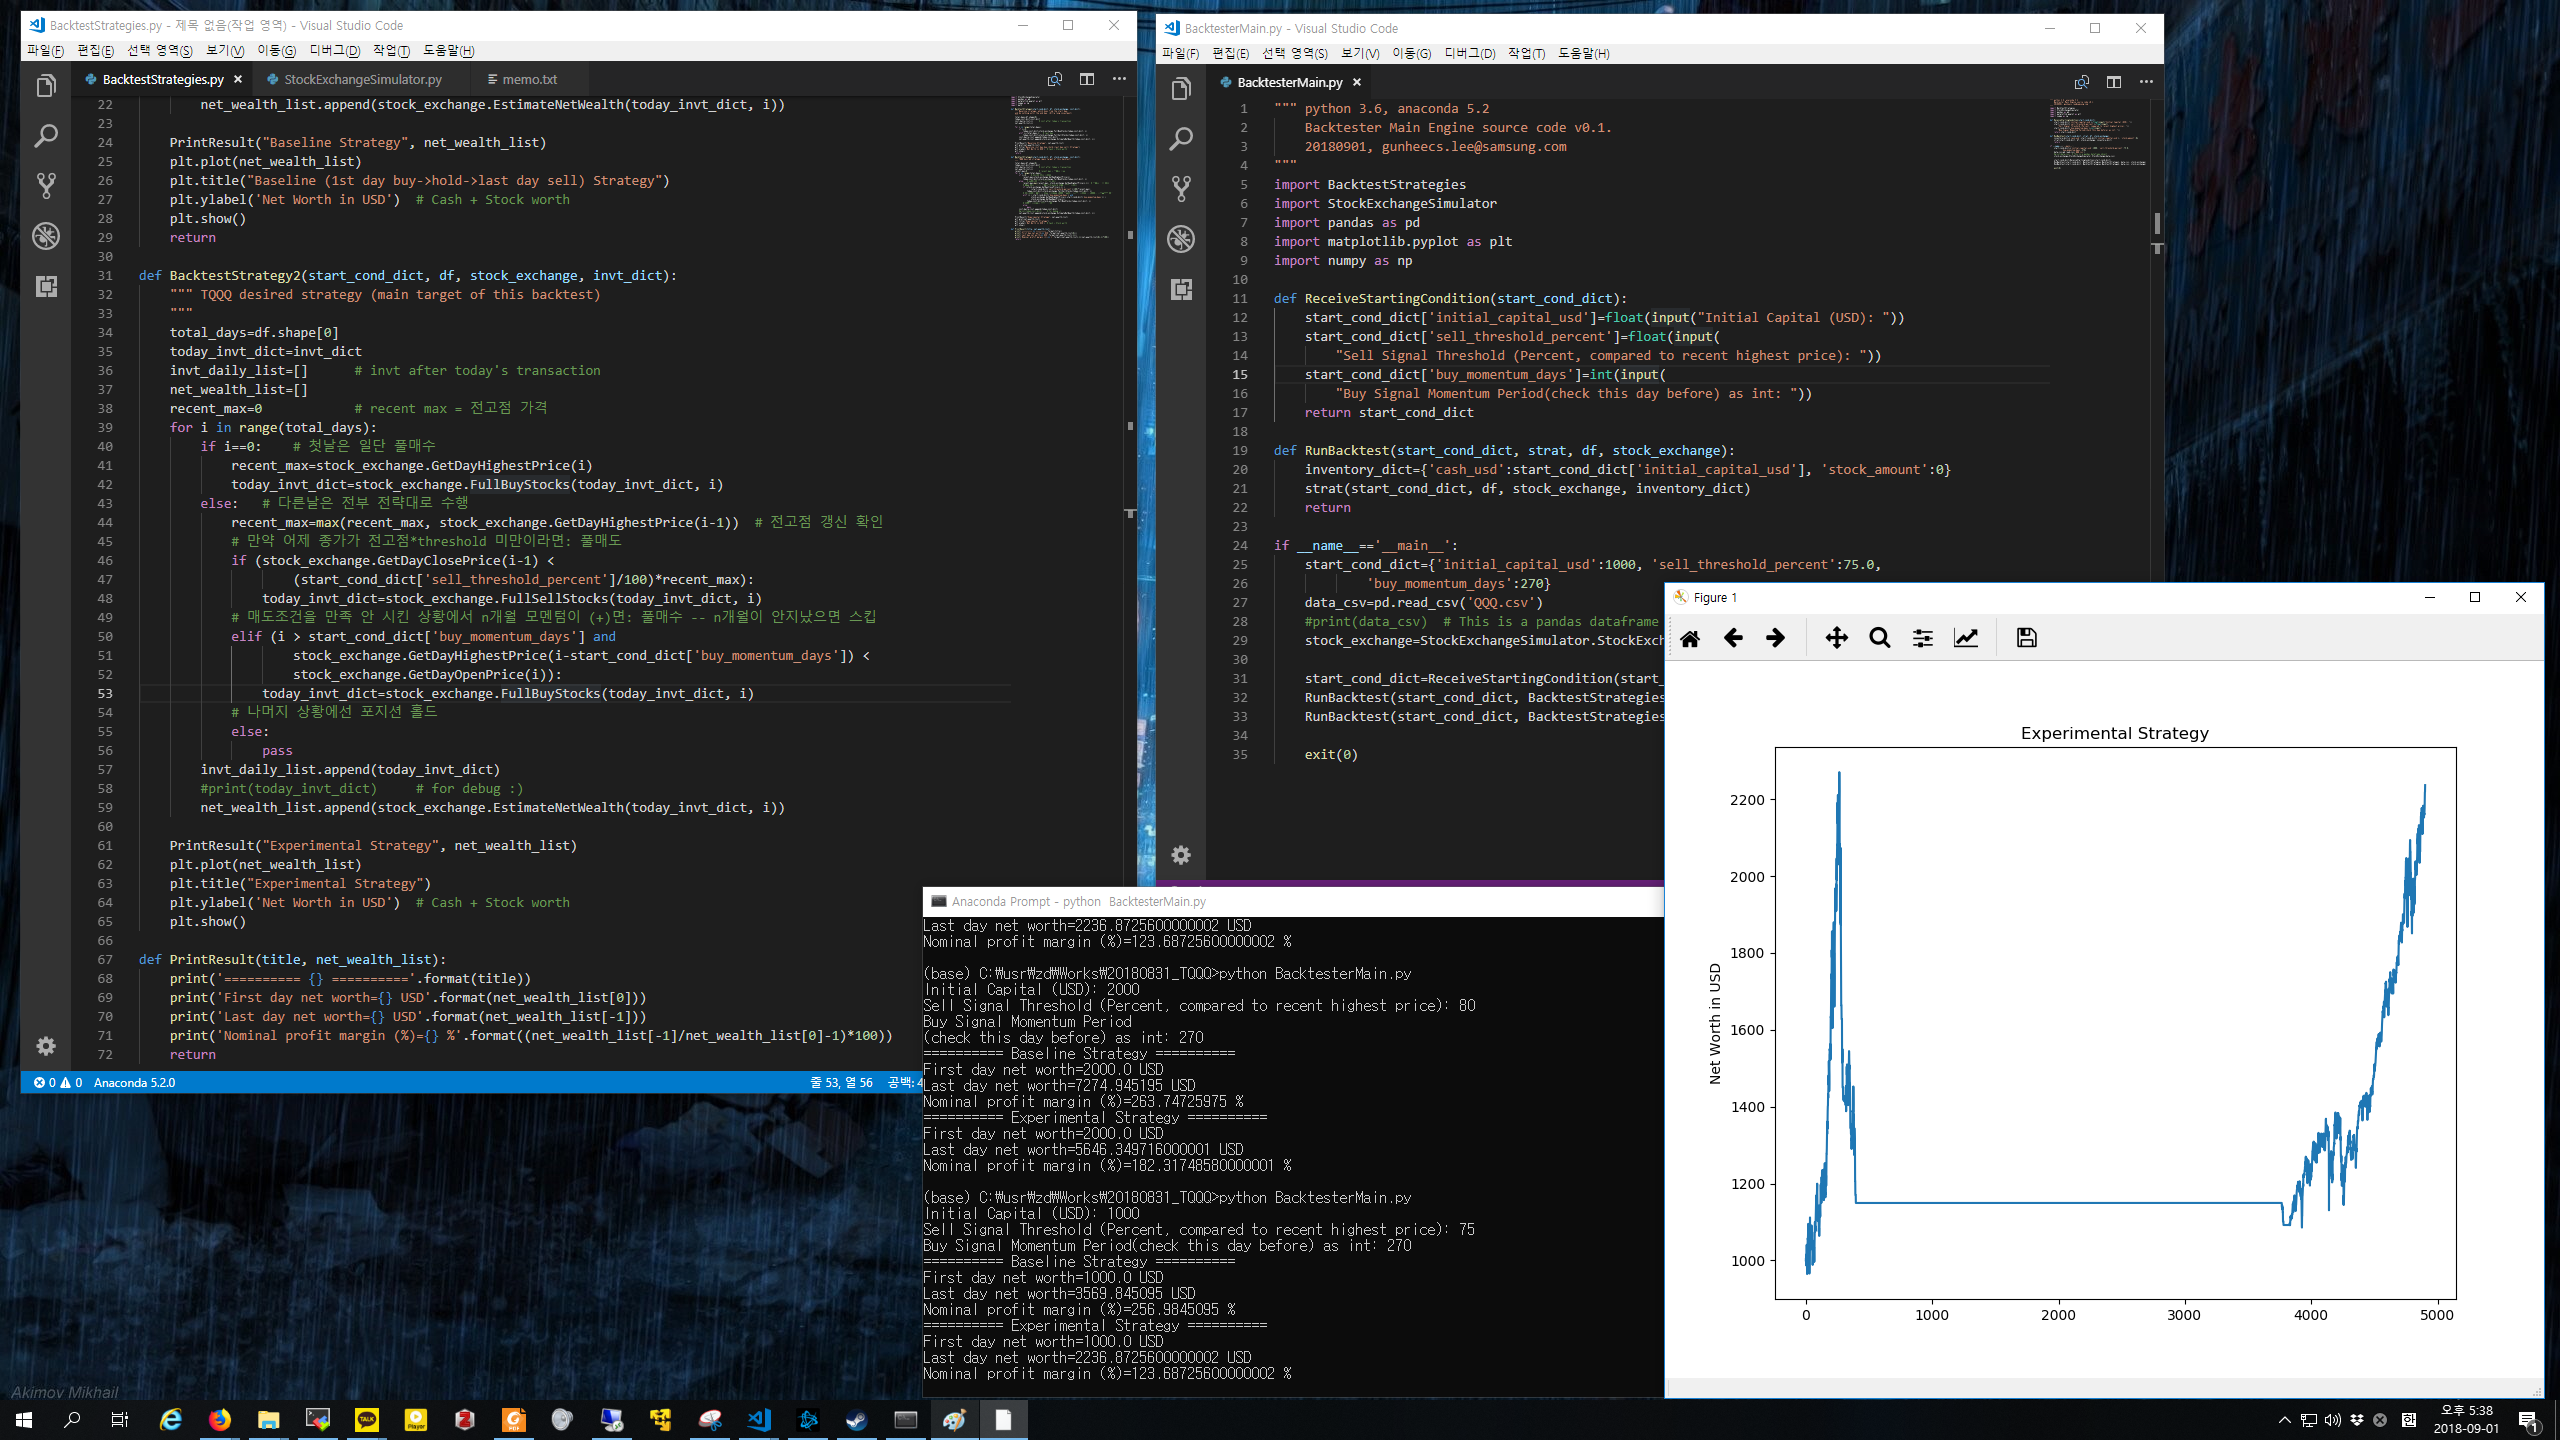 BacktestStrategies.py - 제목 없음(작업 영역) - Visual Studio Code
파일(F) 편집(E) 선택 영역(S) 보기(V) 이동(G) 디버그(D) 작업(T) 도움말(H)
BacktestStrategies.py × StockExchangeSimulator.py memo.txt
22 net_wealth_list.append(stock_exchange.EstimateNetWealth(today_invt_dict, i))
23
24 PrintResult("Baseline Strategy", net_wealth_list)
25 plt.plot(net_wealth_list)
26 plt.title("Baseline (1st day buy->hold->last day sell) Strategy")
27 plt.ylabel('Net Worth in USD')  # Cash + Stock worth
28 plt.show()
29 return
30
31 def BacktestStrategy2(start_cond_dict, df, stock_exchange, invt_dict):
32 """ TQQQ desired strategy (main target of this backtest)
33 """
34 total_days=df.shape[0]
35 today_invt_dict=invt_dict
36 invt_daily_list=[]      # invt after today's transaction
37 net_wealth_list=[]
38 recent_max=0            # recent max = 전고점 가격
39 for i in range(total_days):
40 if i==0:    # 첫날은 일단 풀매수
41 recent_max=stock_exchange.GetDayHighestPrice(i)
42 today_invt_dict=stock_exchange.FullBuyStocks(today_invt_dict, i)
43 else:   # 다른날은 전부 전략대로 수행
44 recent_max=max(recent_max, stock_exchange.GetDayHighestPrice(i-1))  # 전고점 갱신 확인
45 # 만약 어제 종가가 전고점*threshold 미만이라면: 풀매도
46 if (stock_exchange.GetDayClosePrice(i-1) <
47 (start_cond_dict['sell_threshold_percent']/100)*recent_max):
48 today_invt_dict=stock_exchange.FullSellStocks(today_invt_dict, i)
49 # 매도조건을 만족 안 시킨 상황에서 n개월 모멘텀이 (+)면: 풀매수 -- n개월이 안지났으면 스킵
50 elif (i > start_cond_dict['buy_momentum_days'] and
51 stock_exchange.GetDayHighestPrice(i-start_cond_dict['buy_momentum_days']) <
52 stock_exchange.GetDayOpenPrice(i)):
53 today_invt_dict=stock_exchange.FullBuyStocks(today_invt_dict, i)
54 # 나머지 상황에선 포지션 홀드
55 else:
56 pass
57 invt_daily_list.append(today_invt_dict)
58 #print(today_invt_dict)     # for debug :)
59 net_wealth_list.append(stock_exchange.EstimateNetWealth(today_invt_dict, i))
60
61 PrintResult("Experimental Strategy", net_wealth_list)
62 plt.plot(net_wealth_list)
63 plt.title("Experimental Strategy")
64 plt.ylabel('Net Worth in USD')  # Cash + Stock worth
65 plt.show()
66
67 def PrintResult(title, net_wealth_list):
68 print('========== {} =========='.format(title))
69 print('First day net worth={} USD'.format(net_wealth_list[0]))
70 print('Last day net worth={} USD'.format(net_wealth_list[-1]))
71 print('Nominal profit margin (%)={} %'.format((net_wealth_list[-1]/net_wealth_list[0]-1)*100))
72 return
0 0 Anaconda 5.2.0 줄 53, 열 56 공백: 4
BacktesterMain.py - Visual Studio Code
파일(F) 편집(E) 선택 영역(S) 보기(V) 이동(G) 디버그(D) 작업(T) 도움말(H)
BacktesterMain.py ×
1 """ python 3.6, anaconda 5.2
2 Backtester Main Engine source code v0.1.
3 20180901, gunheecs.lee@samsung.com
4 """
5 import BacktestStrategies
6 import StockExchangeSimulator
7 import pandas as pd
8 import matplotlib.pyplot as plt
9 import numpy as np
10
11 def ReceiveStartingCondition(start_cond_dict):
12 start_cond_dict['initial_capital_usd']=float(input("Initial Capital (USD): "))
13 start_cond_dict['sell_threshold_percent']=float(input(
14 "Sell Signal Threshold (Percent, compared to recent highest price): "))
15 start_cond_dict['buy_momentum_days']=int(input(
16 "Buy Signal Momentum Period(check this day before) as int: "))
17 return start_cond_dict
18
19 def RunBacktest(start_cond_dict, strat, df, stock_exchange):
20 inventory_dict={'cash_usd':start_cond_dict['initial_capital_usd'], 'stock_amount':0}
21 strat(start_cond_dict, df, stock_exchange, inventory_dict)
22 return
23
24 if __name__=='__main__':
25 start_cond_dict={'initial_capital_usd':1000, 'sell_threshold_percent':75.0,
26 'buy_momentum_days':270}
27 data_csv=pd.read_csv('QQQ.csv')
28 #print(data_csv)  # This is a pandas dataframe
29 stock_exchange=StockExchangeSimulator.StockExch
30
31 start_cond_dict=ReceiveStartingCondition(start_
32 RunBacktest(start_cond_dict, BacktestStrategies
33 RunBacktest(start_cond_dict, BacktestStrategies
34
35 exit(0)
Anaconda Prompt - python  BacktesterMain.py
Last day net worth=2236.8725600000002 USD
Nominal profit margin (%)=123.68725600000002 %
(base) C:₩usr₩zd₩Works₩20180831_TQQQ>python BacktesterMain.py
Initial Capital (USD): 2000
Sell Signal Threshold (Percent, compared to recent highest price): 80
Buy Signal Momentum Period
(check this day before) as int: 270
========== Baseline Strategy ==========
First day net worth=2000.0 USD
Last day net worth=7274.945195 USD
Nominal profit margin (%)=263.74725975 %
========== Experimental Strategy ==========
First day net worth=2000.0 USD
Last day net worth=5646.349716000001 USD
Nominal profit margin (%)=182.31748580000001 %
(base) C:₩usr₩zd₩Works₩20180831_TQQQ>python BacktesterMain.py
Initial Capital (USD): 1000
Sell Signal Threshold (Percent, compared to recent highest price): 75
Buy Signal Momentum Period(check this day before) as int: 270
========== Baseline Strategy ==========
First day net worth=1000.0 USD
Last day net worth=3569.845095 USD
Nominal profit margin (%)=256.9845095 %
========== Experimental Strategy ==========
First day net worth=1000.0 USD
Last day net worth=2236.8725600000002 USD
Nominal profit margin (%)=123.68725600000002 %
Figure 1
Experimental Strategy
Net Worth in USD
2200
2000
1800
1600
1400
1200
1000
0 1000 2000 3000 4000 5000
Akimov Mikhail
TALK
Player
한
오후 5:38
2018-09-01
1